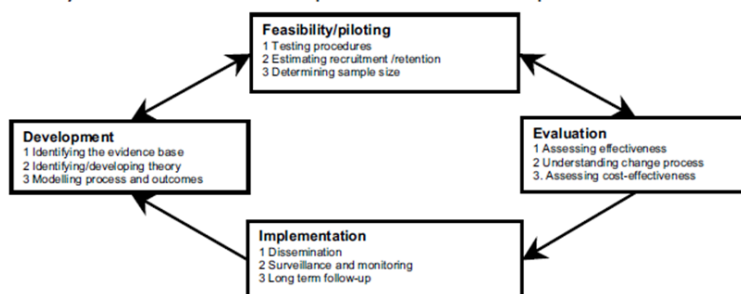 Feasibility/piloting
1 Testing procedures
2 Estimating recruitment /retention
3 Determining sample size
Development
1 Identifying the evidence base
2 Identifying/developing theory
3 Modelling process and outcomes
Evaluation
1 Assessing effectiveness
2 Understanding change process
3. Assessing cost-effectiveness
Implementation
1 Dissemination
2 Surveillance and monitoring
3 Long term follow-up